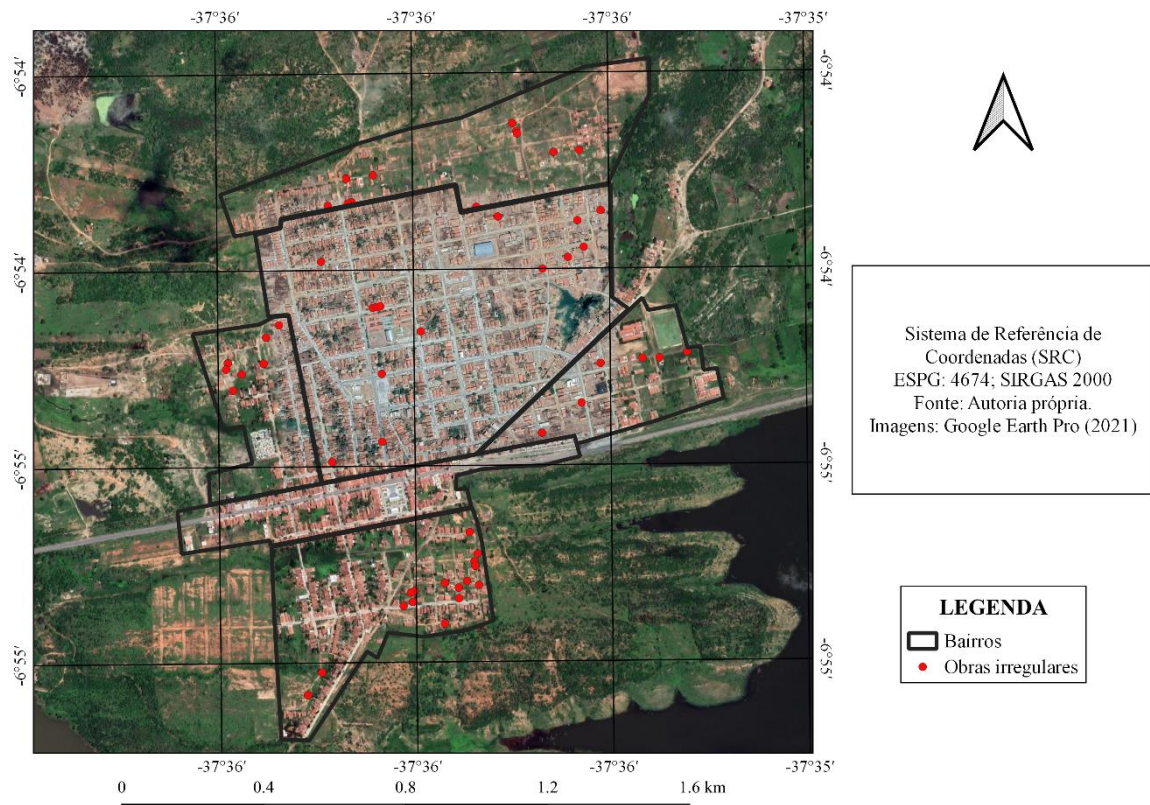 -37°36′ -37°36′ -37°36′ -37°35′
-6°54′ -6°54′
-6°54′ -6°54′
Sistema de Referência de
Coordenadas (SRC)
ESPG: 4674; SIRGAS 2000
Fonte: Autoria própria.
Imagens: Google Earth Pro (2021)
-6°55′ -6°55′
LEGENDA
Bairros
Obras irregulares
-6°55′ -6°55′
-37°36′ -37°36′ -37°36′ -37°35′
0 0.4 0.8 1.2 1.6 km